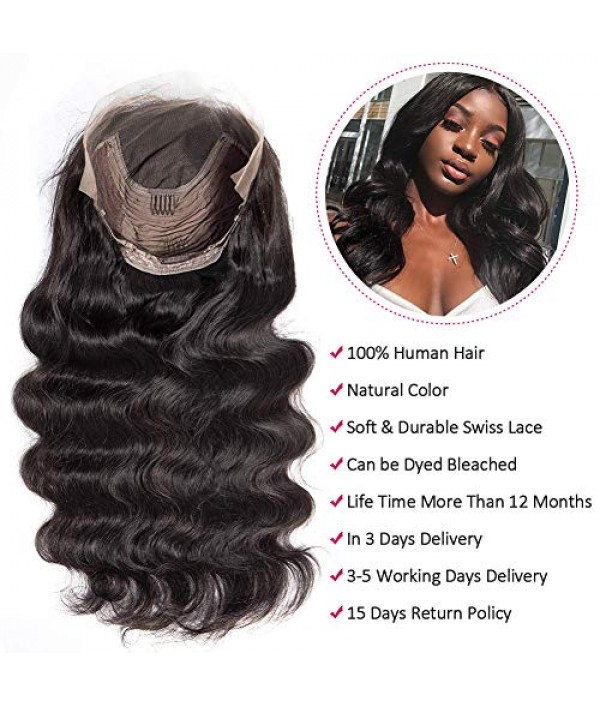 100% Human Hair
Natural Color
Soft & Durable Swiss Lace
Can be Dyed Bleached
Life Time More Than 12 Months
In 3 Days Delivery
3-5 Working Days Delivery
15 Days Return Policy